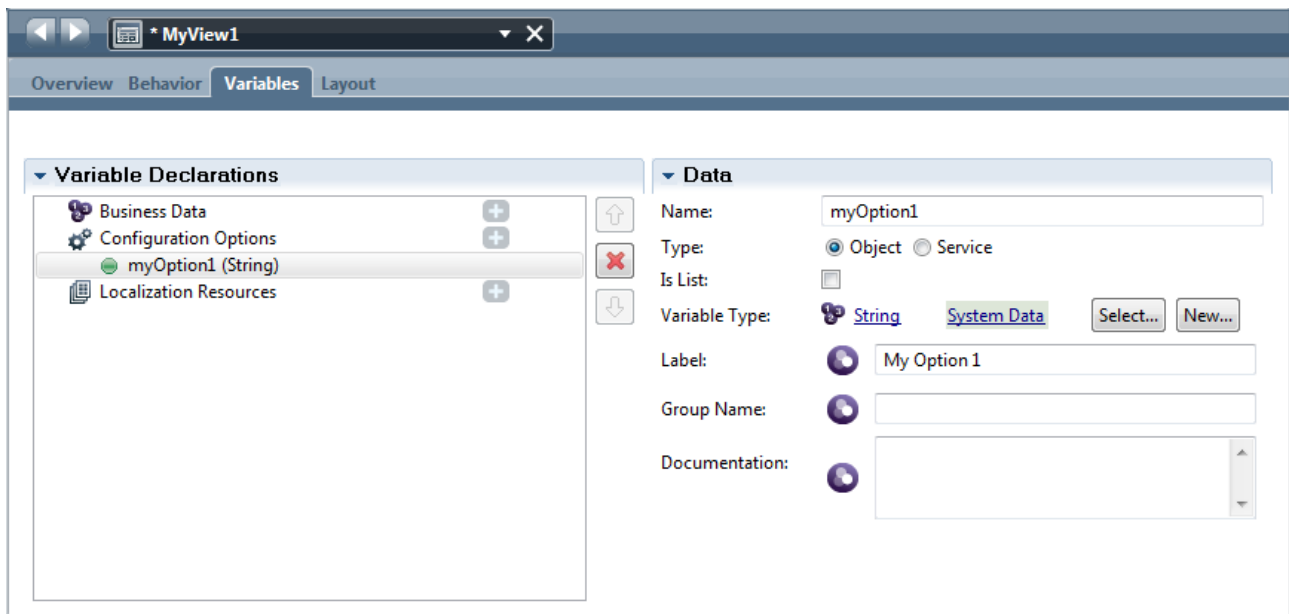 * MyView1
Overview Behavior Variables Layout
Variable Declarations
Business Data
Configuration Options
myOption1 (String)
Localization Resources
Data
Name: myOption1
Type: Object Service
Is List:
Variable Type: String System Data Select... New...
Label: My Option 1
Group Name:
Documentation: